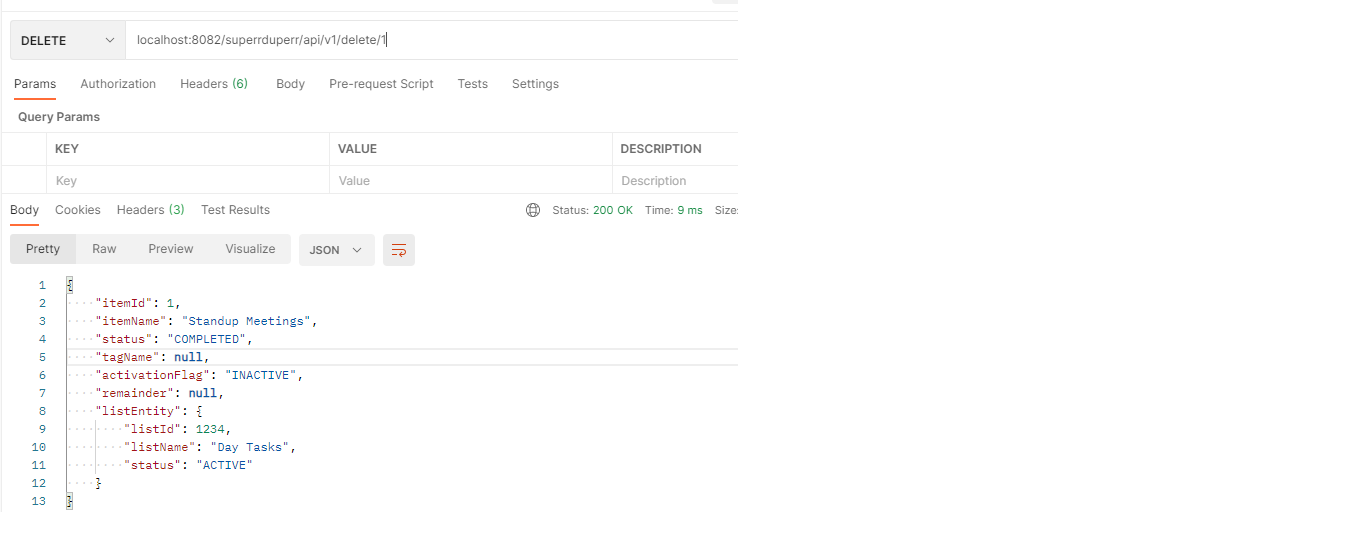 DELETE localhost:8082/superrduperr/api/v1/delete/1
Params Authorization Headers (6) Body Pre-request Script Tests Settings
Query Params
KEY VALUE DESCRIPTION
Key Value Description
Body Cookies Headers (3) Test Results Status: 200 OK Time: 9 ms Size:
Pretty Raw Preview Visualize JSON
1 {
2 "itemId": 1,
3 "itemName": "Standup Meetings",
4 "status": "COMPLETED",
5 "tagName": null,
6 "activationFlag": "INACTIVE",
7 "remainder": null,
8 "listEntity": {
9 "listId": 1234,
10 "listName": "Day Tasks",
11 "status": "ACTIVE"
12 }
13 }